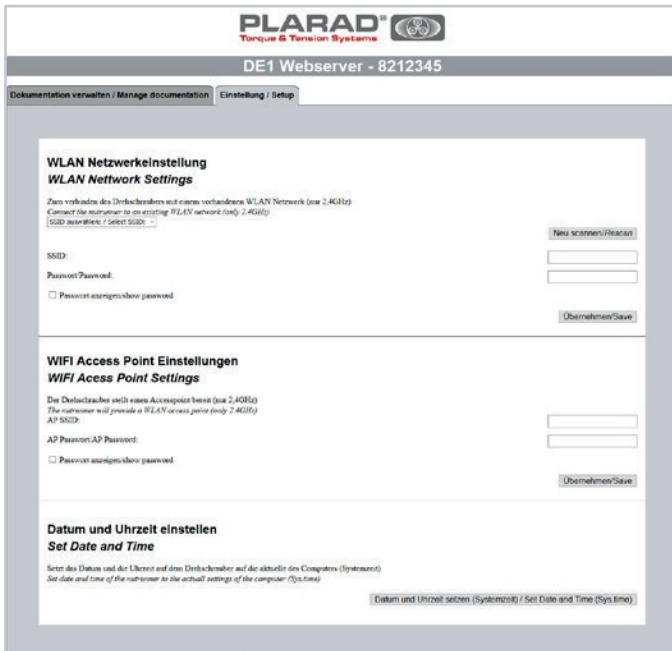 PLARAD®
Torque & Tension Systems
DE1 Webserver - 8212345
Dokumentation verwalten / Manage documentation
Einstellung / Setup
WLAN Netzwerkeinstellung
WLAN Nettwork Settings
Zum verbinden des Drehschraubers mit einem vorhandenen WLAN Netzwerk (nur 2,4GHz)
Connect the nutrunner to an existing WLAN network (only 2.4GHz)
SSID auswählen: / Select SSID:
Neu scannen/Rescan
SSID:
Passwort/Password:
Passwort anzeigen/show password
Übernehmen/Save
WIFI Access Point Einstellungen
WIFI Acess Point Settings
Der Drehschrauber stellt einen Accesspoint bereit (nur 2,4GHz)
The nutrunner will provide a WLAN access point (only 2.4GHz)
AP SSID:
AP Passwort/AP Password:
Passwort anzeigen/show password
Übernehmen/Save
Datum und Uhrzeit einstellen
Set Date and Time
Setzt das Datum und die Uhrzeit auf dem Drehschrauber auf die aktuelle des Computers (Systemzeit)
Set date and time of the nutrunner to the actuall settings of the computer (Sys.time)
Datum und Uhrzeit setzen (Systemzeit) / Set Date and Time (Sys.time)